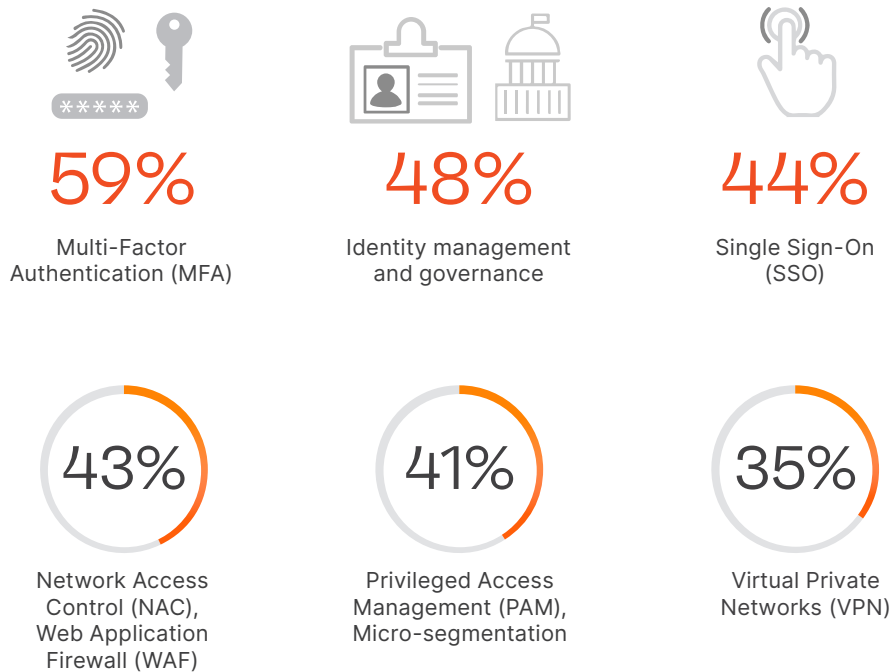 *****
59%
48%
44%
Multi-Factor
Authentication (MFA)
Identity management
and governance
Single Sign-On
(SSO)
43%
41%
35%
Network Access
Control (NAC),
Web Application
Firewall (WAF)
Privileged Access
Management (PAM),
Micro-segmentation
Virtual Private
Networks (VPN)